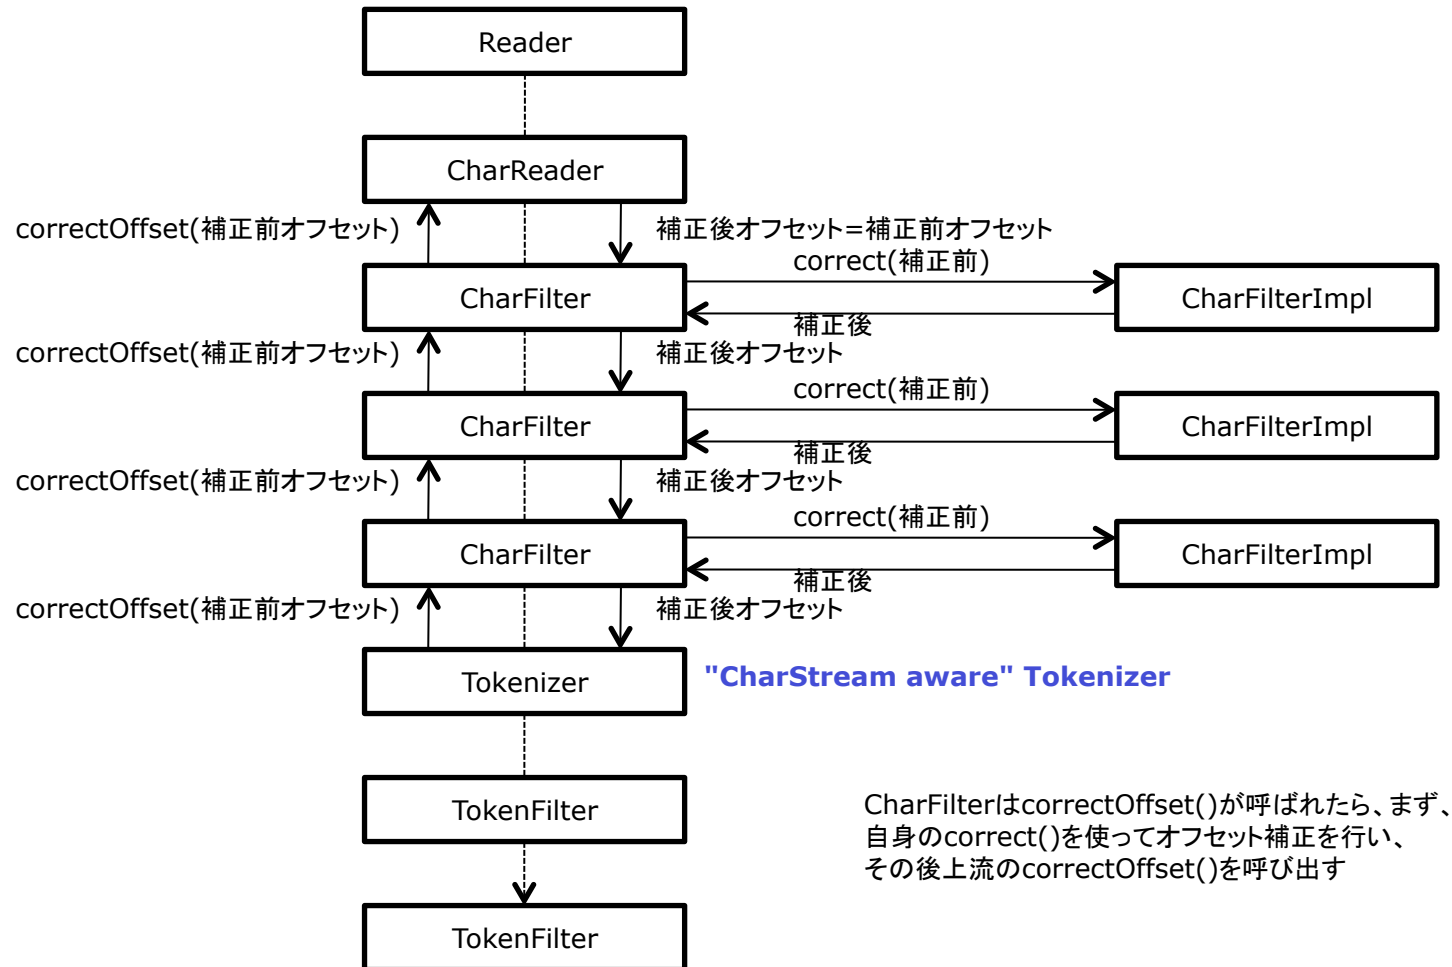 Reader
CharReader
correctOffset(補正前オフセット)
補正後オフセット=補正前オフセット
correct(補正前)
CharFilter
CharFilterImpl
補正後
correctOffset(補正前オフセット)
補正後オフセット
correct(補正前)
CharFilter
CharFilterImpl
補正後
correctOffset(補正前オフセット)
補正後オフセット
correct(補正前)
CharFilter
CharFilterImpl
補正後
correctOffset(補正前オフセット)
補正後オフセット
Tokenizer
"CharStream aware" Tokenizer
TokenFilter
CharFilterはcorrectOffset()が呼ばれたら、まず、
自身のcorrect()を使ってオフセット補正を行い、
その後上流のcorrectOffset()を呼び出す
TokenFilter